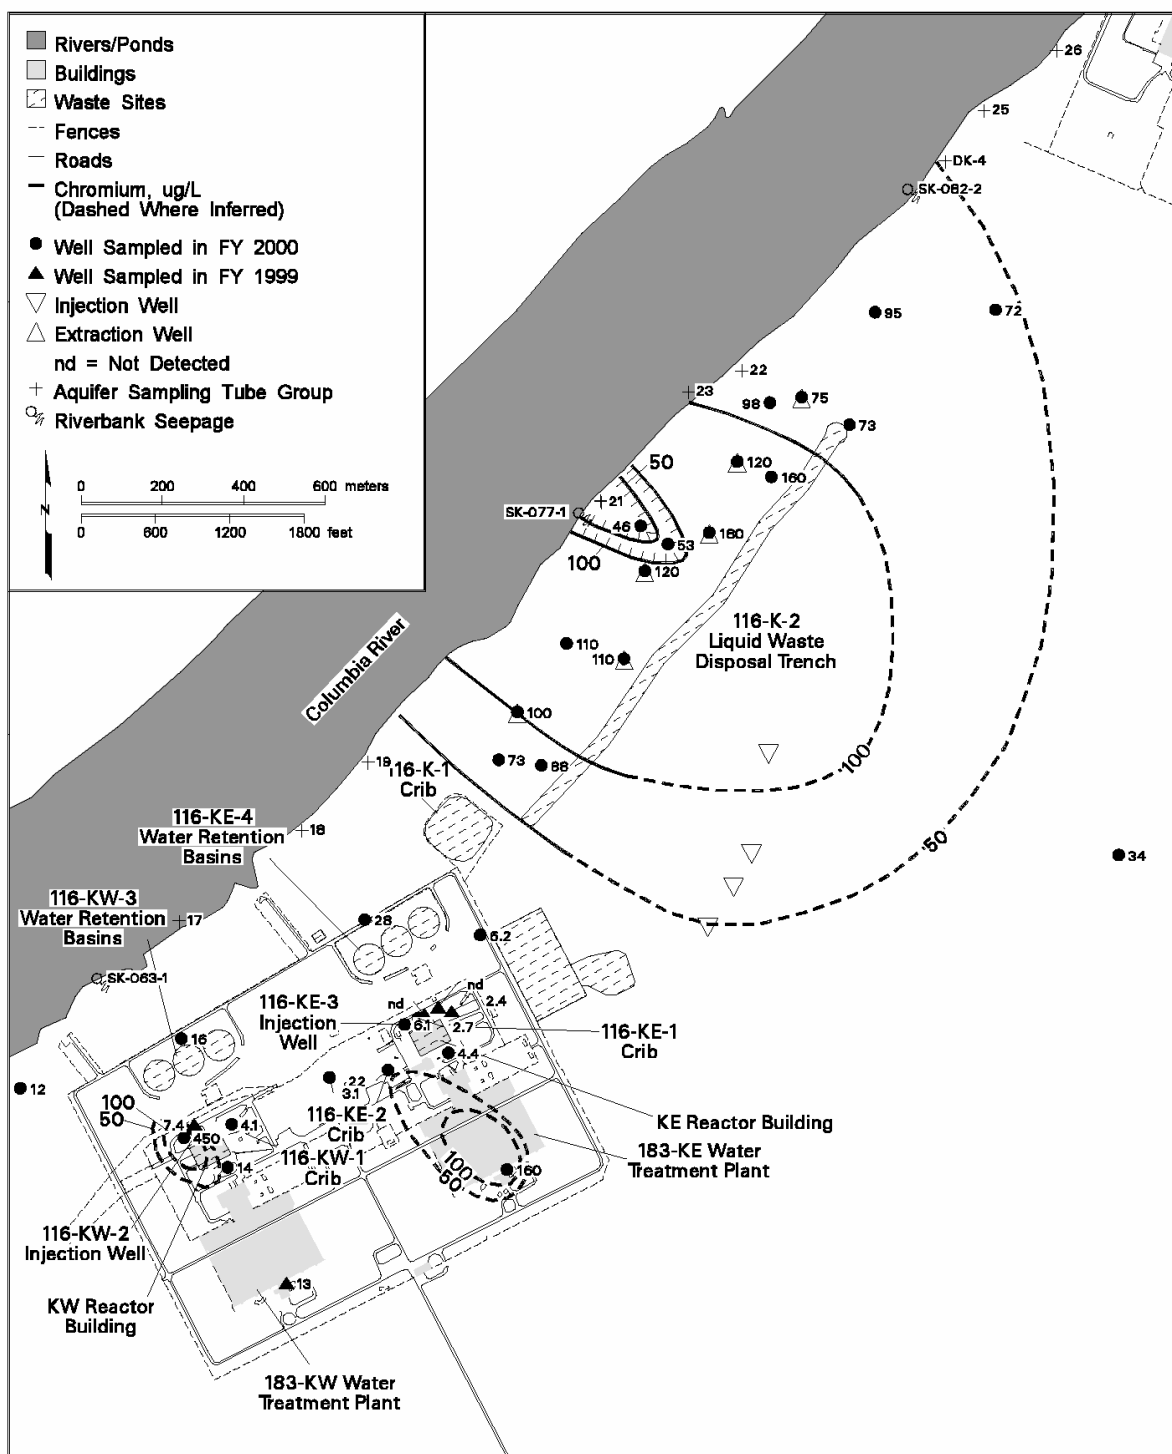 Rivers/Ponds
Buildings
Waste Sites
Fences
Roads
Chromium, ug/L
(Dashed Where Inferred)
Well Sampled in FY 2000
Well Sampled in FY 1999
Injection Well
Extraction Well
nd = Not Detected
Aquifer Sampling Tube Group
Riverbank Seepage
N
0 200 400 600 meters
0 600 1200 1800 feet
26
25
DK-4
SK-082-2
95
72
22
23
98
75
73
50
120
160
21
SK-077-1
46
53
160
100
120
116-K-2
Liquid Waste
Disposal Trench
110
110
Columbia River
100
73
88
100
50
34
19
116-K-1
Crib
18
116-KE-4
Water Retention
Basins
116-KW-3
Water Retention
Basins
17
SK-063-1
28
6.2
nd
nd
2.4
116-KE-3
Injection
Well
6.1
2.7
116-KE-1
Crib
16
4.4
12
22
3.1
100
50
7.4
450
4.1
14
116-KE-2
Crib
116-KW-1
Crib
KE Reactor
Building
183-KE Water
Treatment Plant
100
50
160
116-KW-2
Injection Well
13
KW Reactor
Building
183-KW Water
Treatment Plant